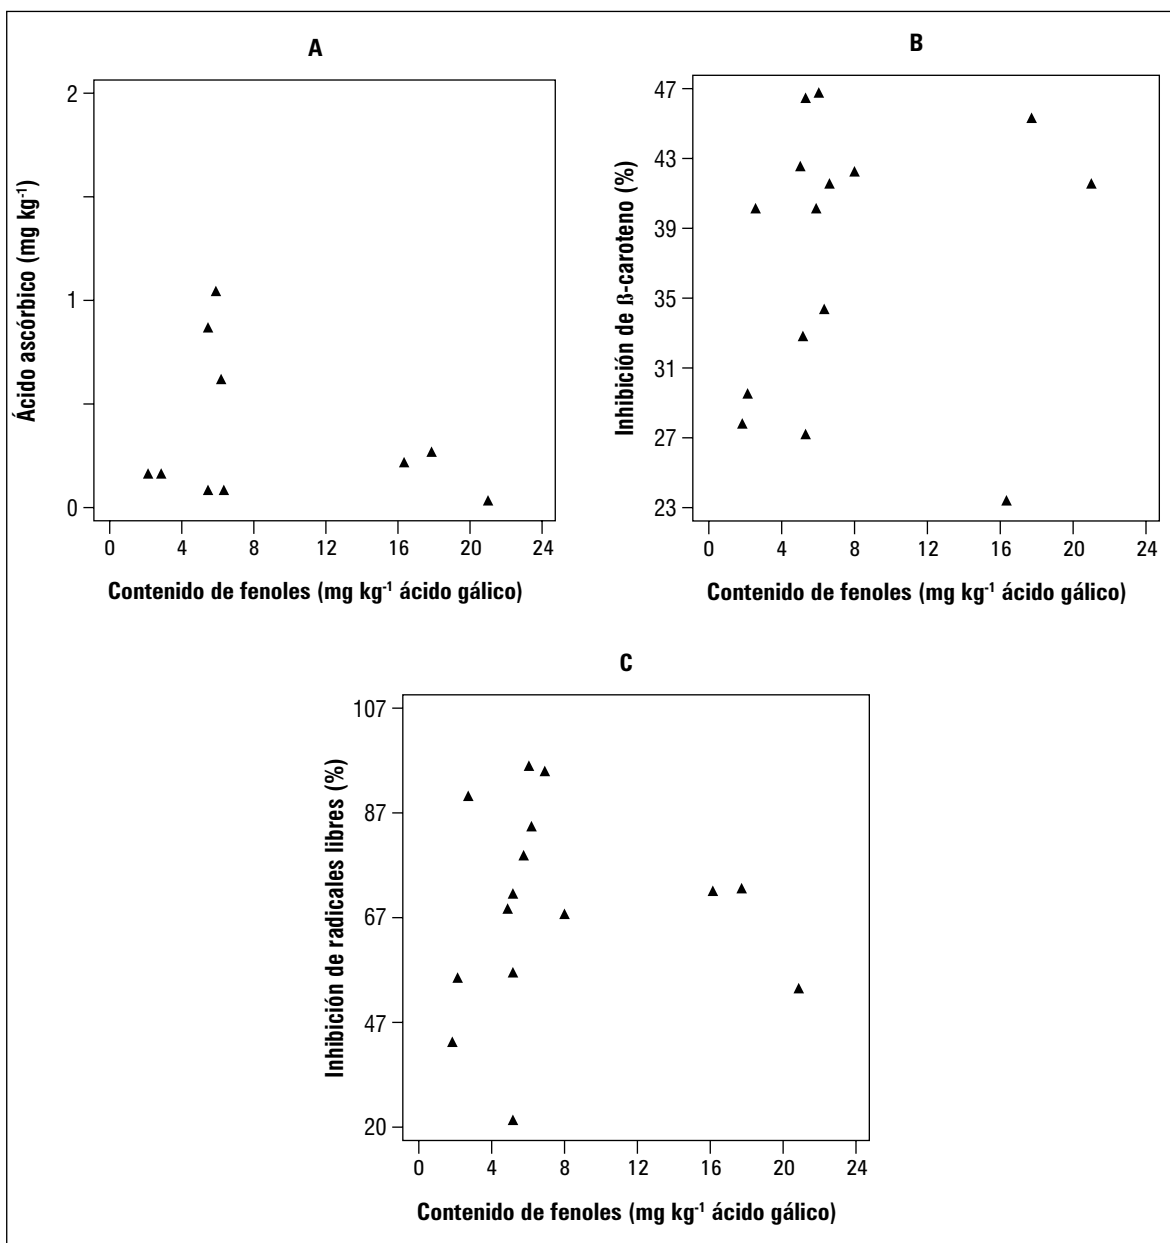 A
Ácido ascórbico (mg kg⁻¹)
2
1
0
0 4 8 12 16 20 24
Contenido de fenoles (mg kg⁻¹ ácido gálico)
B
Inhibición de ß-caroteno (%)
47
43
39
35
31
27
23
0 4 8 12 16 20 24
Contenido de fenoles (mg kg⁻¹ ácido gálico)
C
Inhibición de radicales libres (%)
107
87
67
47
20
0 4 8 12 16 20 24
Contenido de fenoles (mg kg⁻¹ ácido gálico)